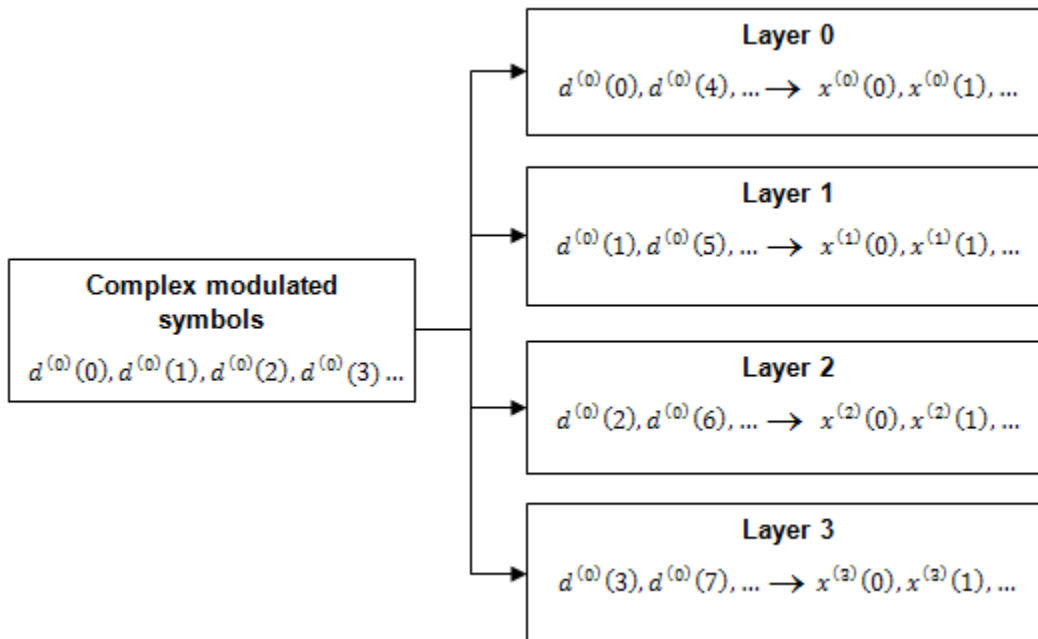 Layer 0
d⁽⁰⁾(0), d⁽⁰⁾(4), ... → x⁽⁰⁾(0), x⁽⁰⁾(1), ...
Layer 1
d⁽⁰⁾(1), d⁽⁰⁾(5), ... → x⁽¹⁾(0), x⁽¹⁾(1), ...
Complex modulated
symbols
d⁽⁰⁾(0), d⁽⁰⁾(1), d⁽⁰⁾(2), d⁽⁰⁾(3) ...
Layer 2
d⁽⁰⁾(2), d⁽⁰⁾(6), ... → x⁽²⁾(0), x⁽²⁾(1), ...
Layer 3
d⁽⁰⁾(3), d⁽⁰⁾(7), ... → x⁽³⁾(0), x⁽³⁾(1), ...